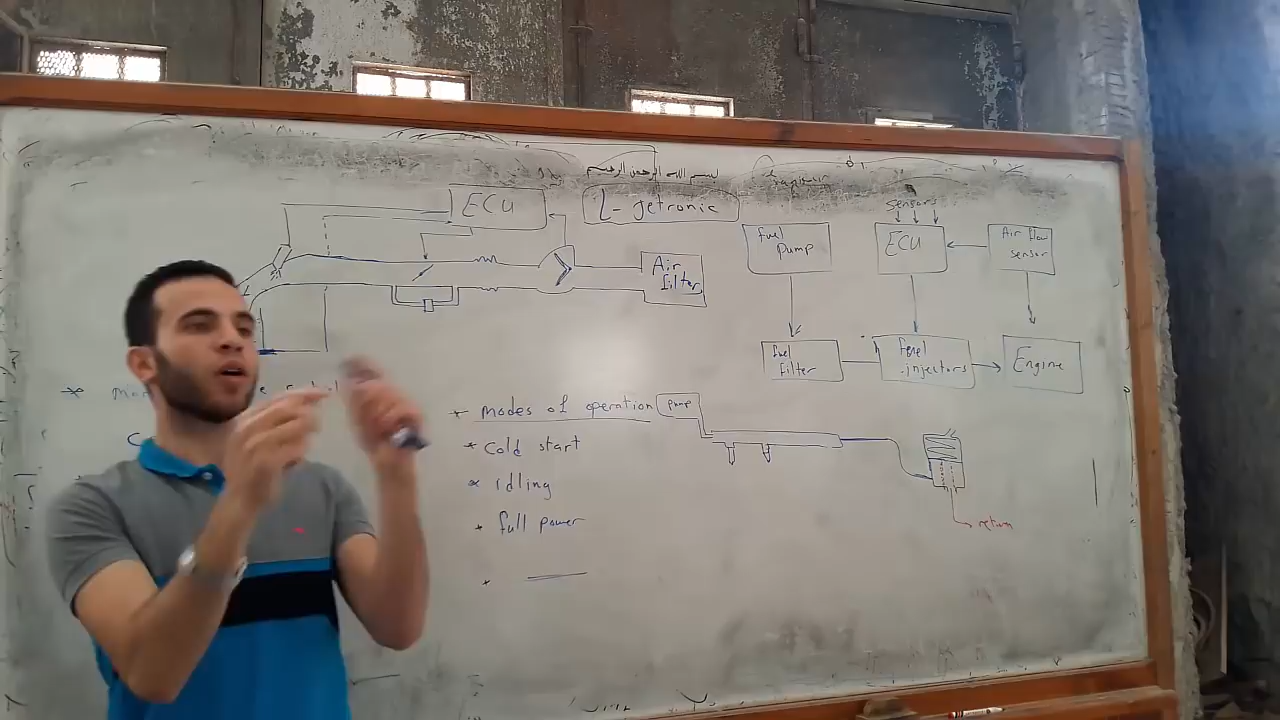 بسم الله الرحمن الرحيم
ECU
L-Jetronic
Air
filter
fuel
pump
sensors
ECU
Air flow
sensor
fuel
filter
Fuel
injectors
Engine
* modes of operation
pump
* Cold start
* idling
* full power
return